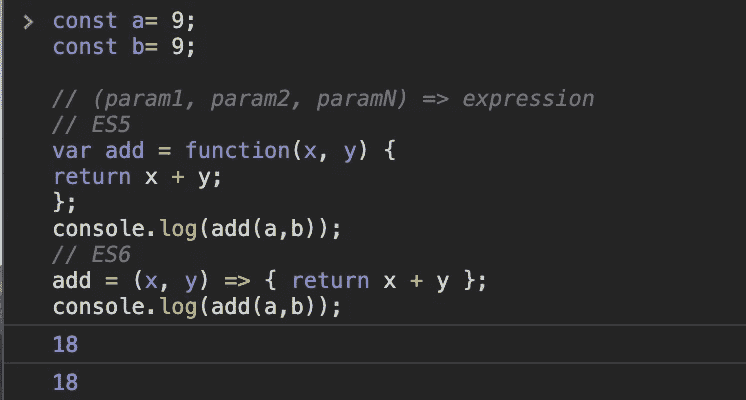 > const a= 9;
const b= 9;
// (param1, param2, paramN) => expression
// ES5
var add = function(x, y) {
return x + y;
};
console.log(add(a,b));
// ES6
add = (x, y) => { return x + y };
console.log(add(a,b));
18
18